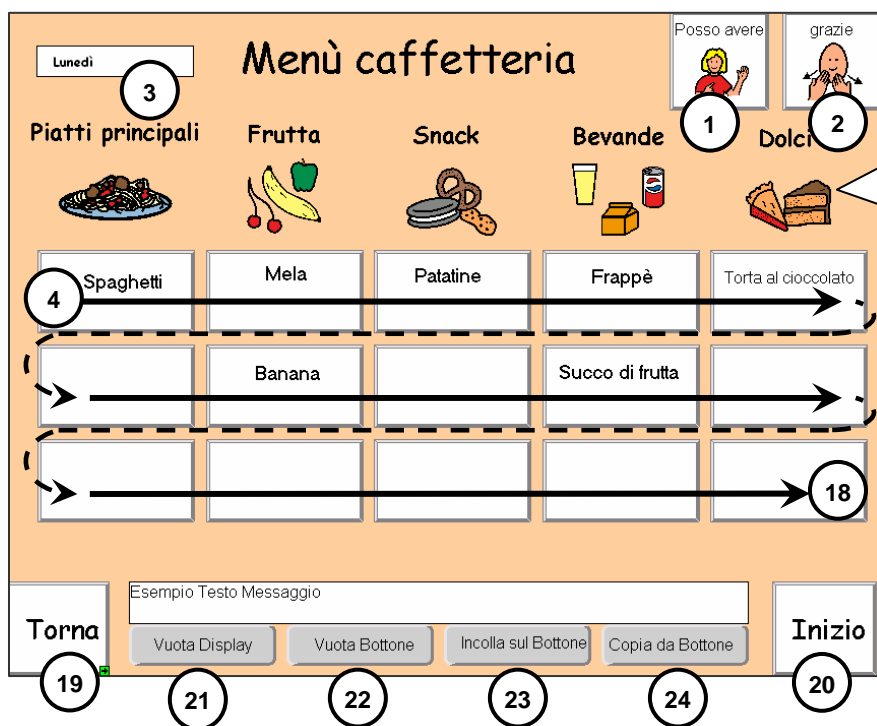 Posso avere
grazie
Lunedì
Menù caffetteria
3
1
2
Piatti principali
Frutta
Snack
Bevande
Dolci
Spaghetti
Mela
Patatine
Frappè
Torta al cioccolato
4
Banana
Succo di frutta
18
Esempio Testo Messaggio
Torna
Vuota Display
Vuota Bottone
Incolla sul Bottone
Copia da Bottone
Inizio
19
21
22
23
24
20